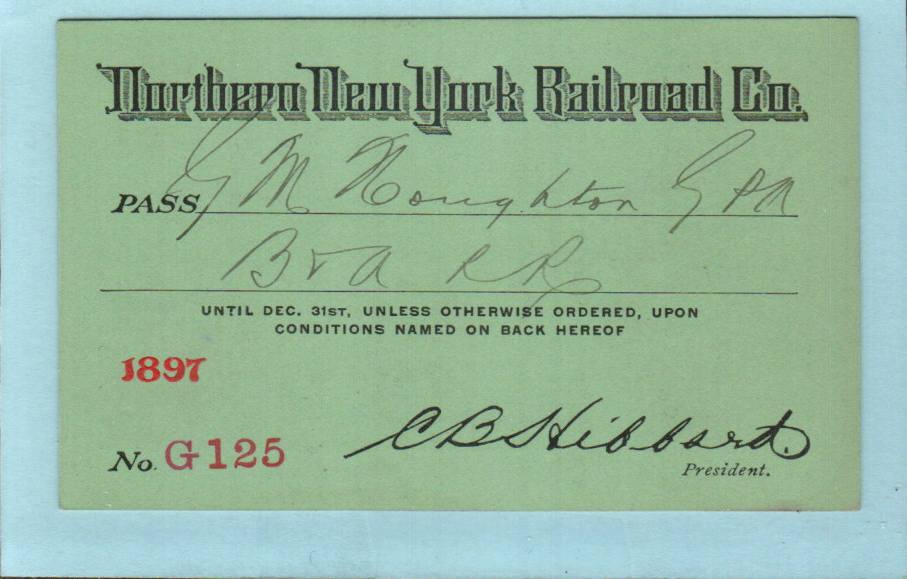 Northern New York Railroad Co.
PASS G M Houghton G P A
B & A R R
UNTIL DEC. 31ST, UNLESS OTHERWISE ORDERED, UPON
CONDITIONS NAMED ON BACK HEREOF
1897
No. G125
C B Hibbard.
President.